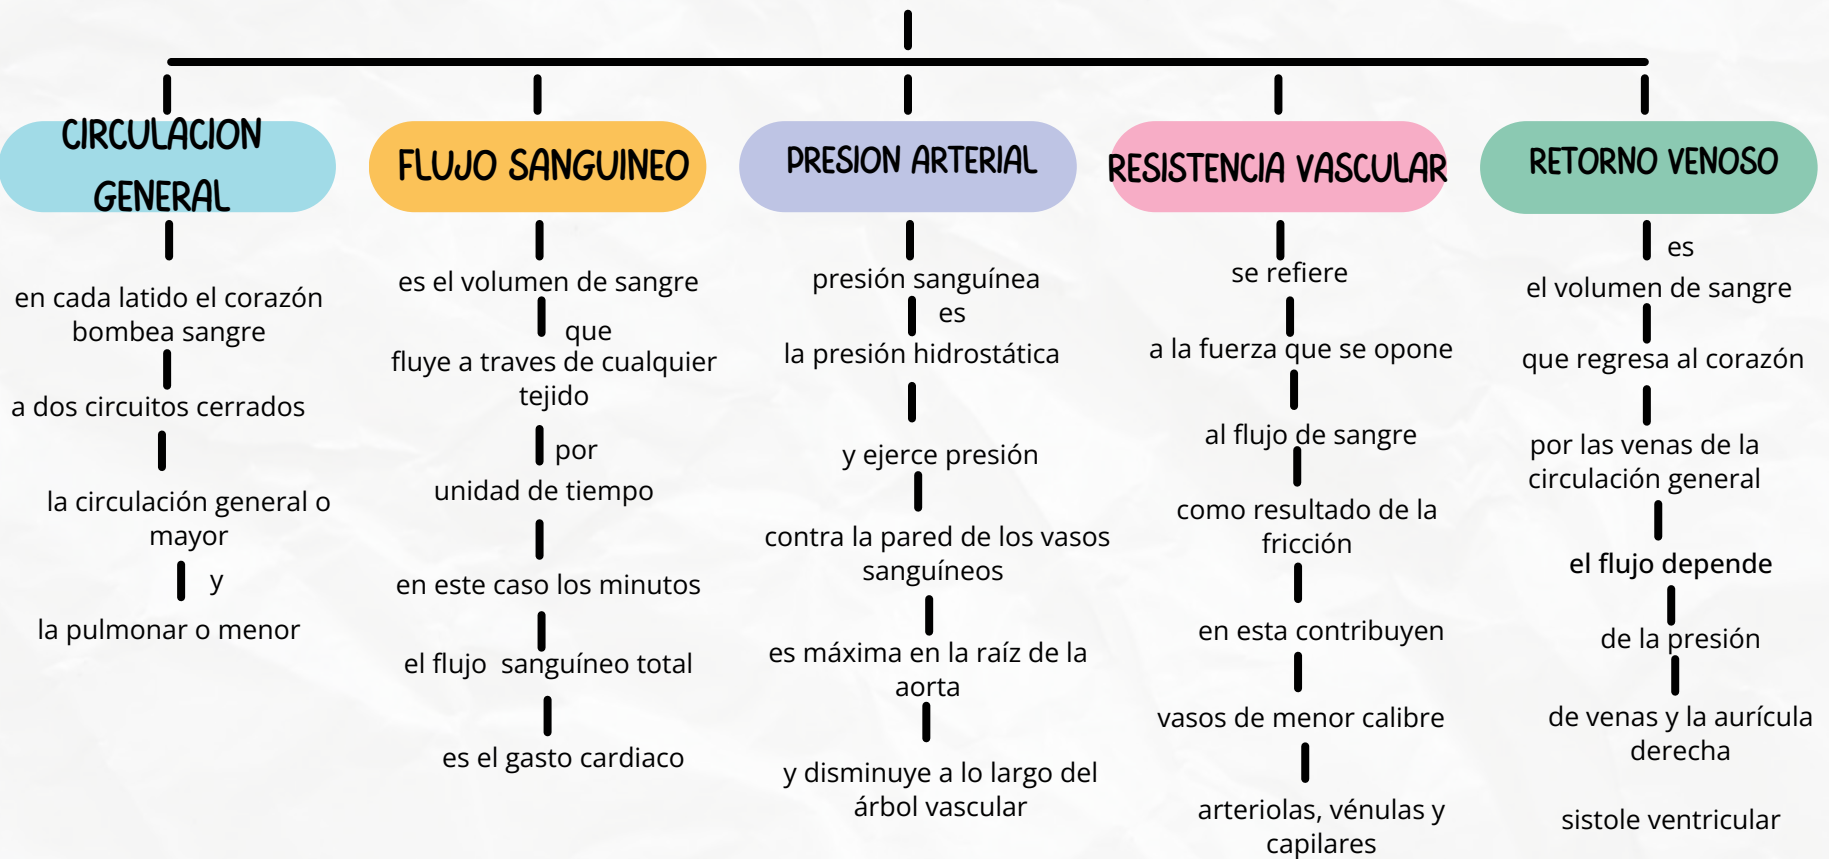 CIRCULACION
GENERAL
en cada latido el corazón
bombea sangre
a dos circuitos cerrados
la circulación general o
mayor
y
la pulmonar o menor
FLUJO SANGUINEO
es el volumen de sangre
que
fluye a traves de cualquier
tejido
por
unidad de tiempo
en este caso los minutos
el flujo sanguíneo total
es el gasto cardiaco
PRESION ARTERIAL
presión sanguínea
es
la presión hidrostática
y ejerce presión
contra la pared de los vasos
sanguíneos
es máxima en la raíz de la
aorta
y disminuye a lo largo del
árbol vascular
RESISTENCIA VASCULAR
se refiere
a la fuerza que se opone
al flujo de sangre
como resultado de la
fricción
en esta contribuyen
vasos de menor calibre
arteriolas, vénulas y
capilares
RETORNO VENOSO
es
el volumen de sangre
que regresa al corazón
por las venas de la
circulación general
el flujo depende
de la presión
de venas y la aurícula
derecha
sistole ventricular